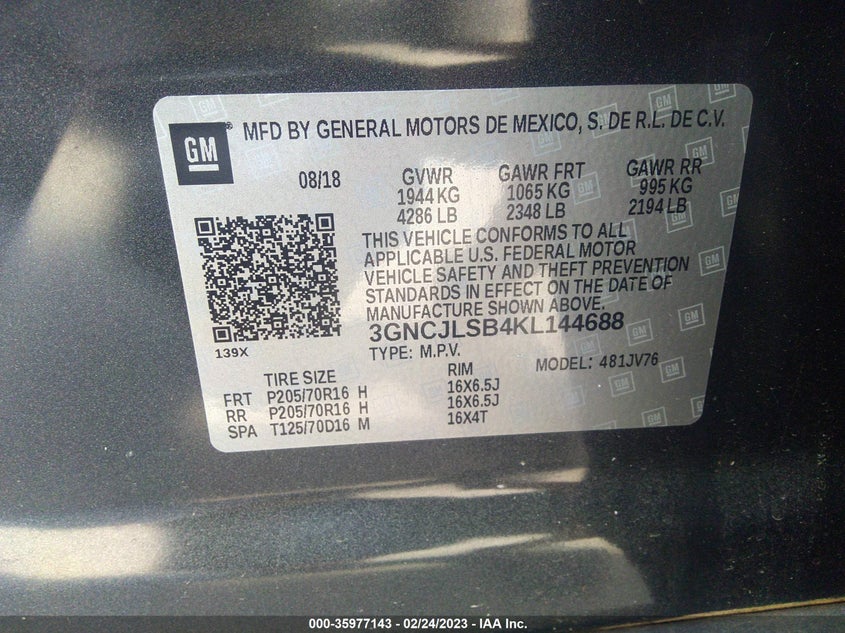 GM® MFD BY GENERAL MOTORS DE MEXICO, S. DE R.L. DE C.V.
08/18 GVWR GAWR FRT GAWR RR
1944 KG 1065 KG 995 KG
4286 LB 2348 LB 2194 LB
THIS VEHICLE CONFORMS TO ALL
APPLICABLE U.S. FEDERAL MOTOR
VEHICLE SAFETY AND THEFT PREVENTION
STANDARDS IN EFFECT ON THE DATE OF
MANUFACTURE SHOWN ABOVE.
3GNCJLSB4KL144688
139X TYPE: M.P.V. MODEL: 481JV76
TIRE SIZE RIM
FRT P205/70R16 H 16X6.5J
RR P205/70R16 H 16X6.5J
SPA T125/70D16 M 16X4T
000-35977143 - 02/24/2023 - IAA Inc.